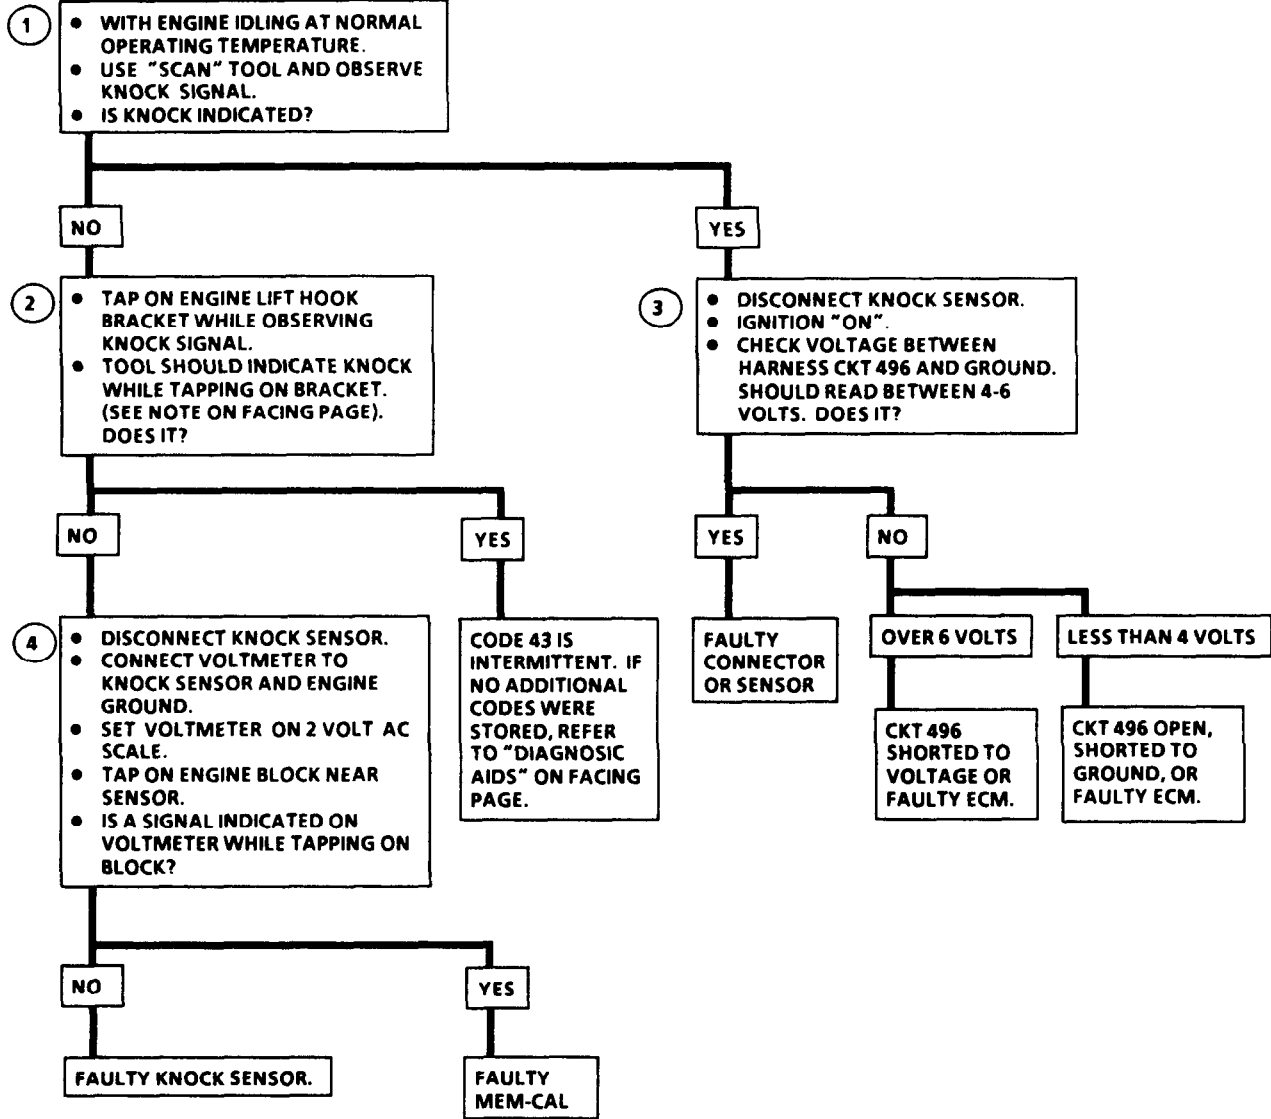 1
• WITH ENGINE IDLING AT NORMAL
OPERATING TEMPERATURE.
• USE "SCAN" TOOL AND OBSERVE
KNOCK SIGNAL.
• IS KNOCK INDICATED?
NO
YES
2
• TAP ON ENGINE LIFT HOOK
BRACKET WHILE OBSERVING
KNOCK SIGNAL.
• TOOL SHOULD INDICATE KNOCK
WHILE TAPPING ON BRACKET.
(SEE NOTE ON FACING PAGE).
DOES IT?
3
• DISCONNECT KNOCK SENSOR.
• IGNITION "ON".
• CHECK VOLTAGE BETWEEN
HARNESS CKT 496 AND GROUND.
SHOULD READ BETWEEN 4-6
VOLTS. DOES IT?
NO
YES
YES
NO
4
• DISCONNECT KNOCK SENSOR.
• CONNECT VOLTMETER TO
KNOCK SENSOR AND ENGINE
GROUND.
• SET VOLTMETER ON 2 VOLT AC
SCALE.
• TAP ON ENGINE BLOCK NEAR
SENSOR.
• IS A SIGNAL INDICATED ON
VOLTMETER WHILE TAPPING ON
BLOCK?
CODE 43 IS
INTERMITTENT. IF
NO ADDITIONAL
CODES WERE
STORED, REFER
TO "DIAGNOSIC
AIDS" ON FACING
PAGE.
FAULTY
CONNECTOR
OR SENSOR
OVER 6 VOLTS
LESS THAN 4 VOLTS
CKT 496
SHORTED TO
VOLTAGE OR
FAULTY ECM.
CKT 496 OPEN,
SHORTED TO
GROUND, OR
FAULTY ECM.
NO
YES
FAULTY KNOCK SENSOR.
FAULTY
MEM-CAL